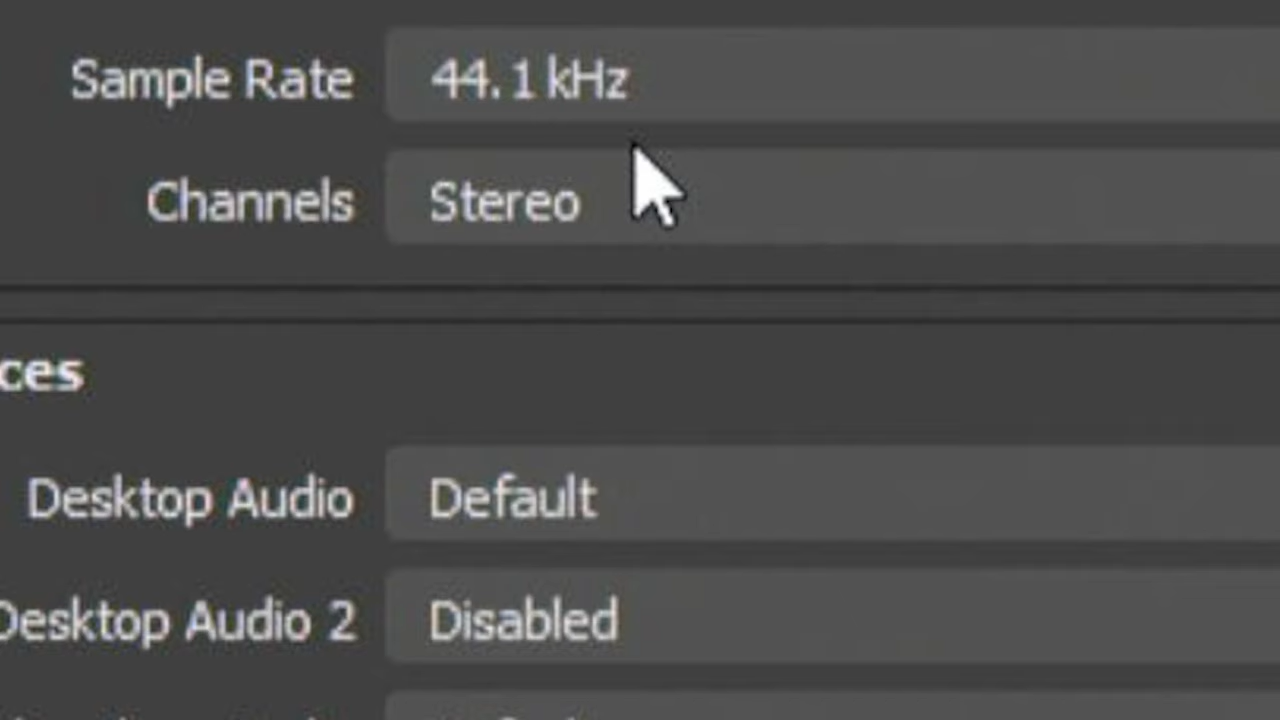 Sample Rate 44.1 kHz
Channels Stereo
ces
Desktop Audio Default
Desktop Audio 2 Disabled